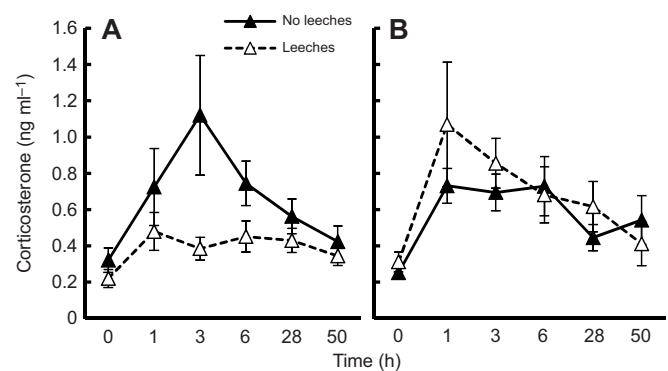 A
No leeches
Leeches
B
Corticosterone (ng ml⁻¹)
1.6
1.4
1.2
1.0
0.8
0.6
0.4
0.2
0
0 1 3 6 28 50
0 1 3 6 28 50
Time (h)